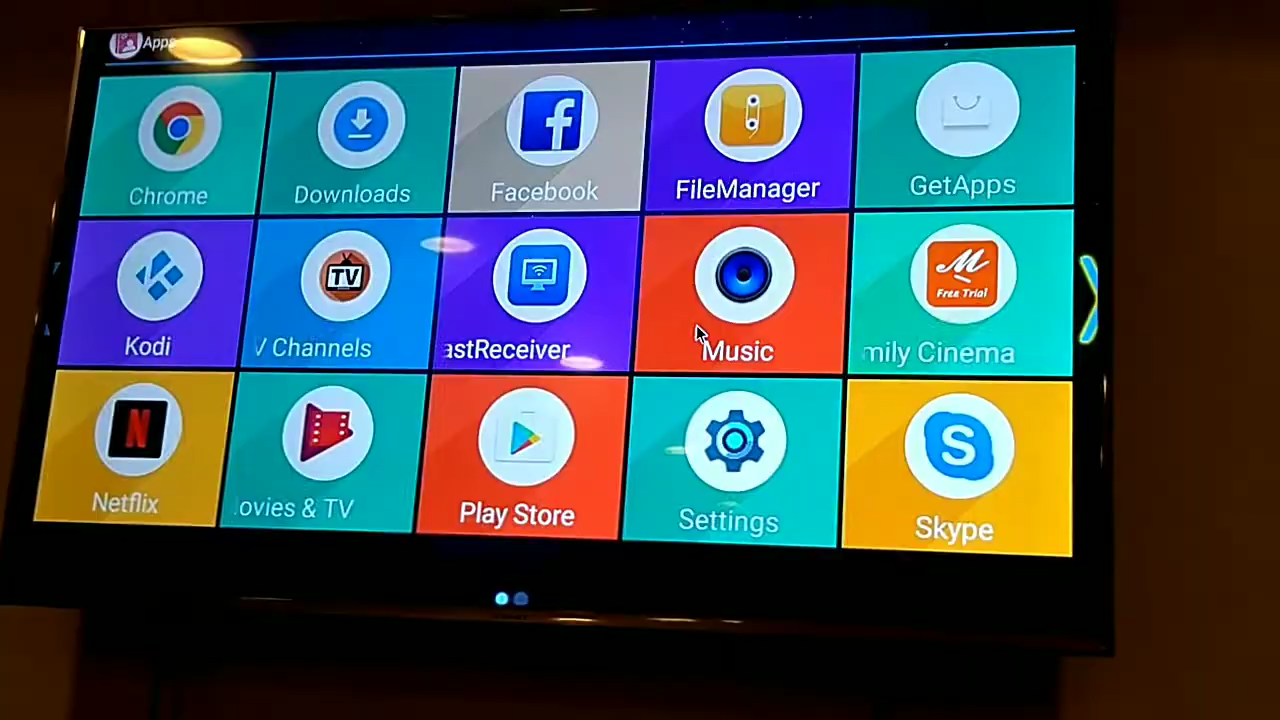 Apps
Chrome
Downloads
Facebook
FileManager
GetApps
Kodi
TV
V Channels
astReceiver
Music
M
Free Trial
mily Cinema
N
Netflix
ovies & TV
Play Store
Settings
S
Skype